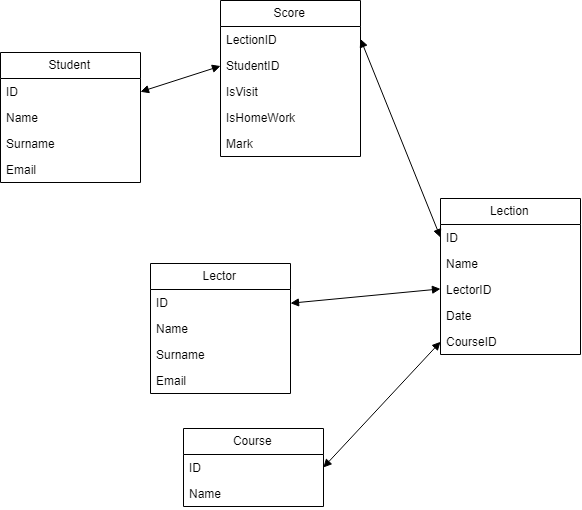 Score
LectionID
StudentID
IsVisit
IsHomeWork
Mark
Student
ID
Name
Surname
Email
Lection
ID
Name
LectorID
Date
CourseID
Lector
ID
Name
Surname
Email
Course
ID
Name